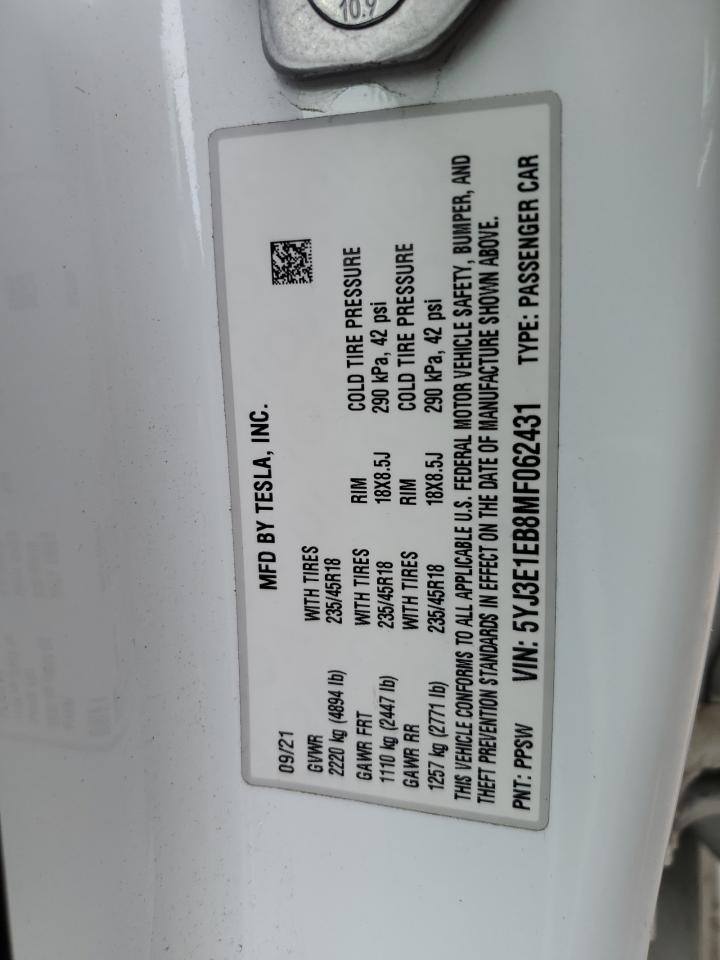 10.9
MFD BY TESLA, INC.
09/21
GVWR WITH TIRES
2220 kg (4894 lb) 235/45R18
GAWR FRT WITH TIRES RIM COLD TIRE PRESSURE
1110 kg (2447 lb) 235/45R18 18X8.5J 290 kPa, 42 psi
GAWR RR WITH TIRES RIM COLD TIRE PRESSURE
1257 kg (2771 lb) 235/45R18 18X8.5J 290 kPa, 42 psi
THIS VEHICLE CONFORMS TO ALL APPLICABLE U.S. FEDERAL MOTOR VEHICLE SAFETY, BUMPER, AND
THEFT PREVENTION STANDARDS IN EFFECT ON THE DATE OF MANUFACTURE SHOWN ABOVE.
PNT: PPSW VIN: 5YJ3E1EB8MF062431 TYPE: PASSENGER CAR